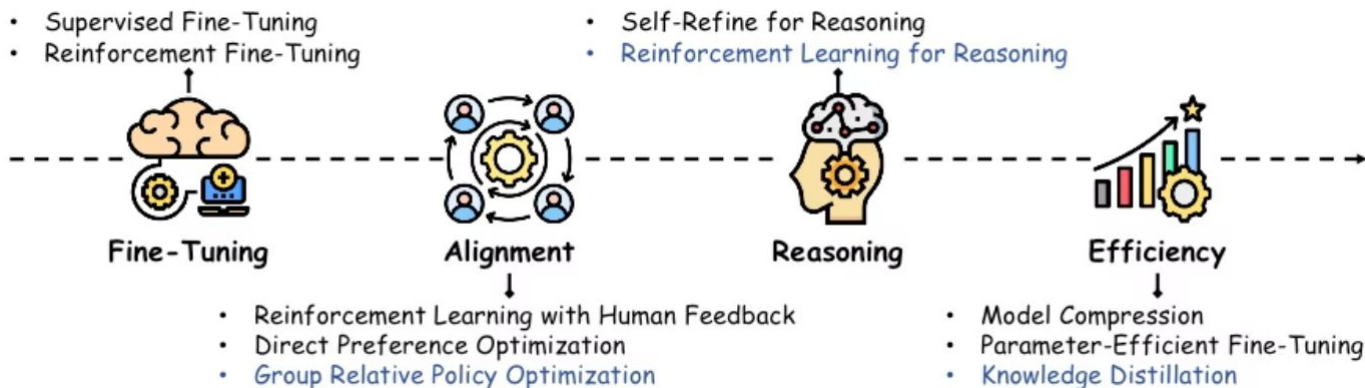 • Supervised Fine-Tuning
• Reinforcement Fine-Tuning
• Self-Refine for Reasoning
• Reinforcement Learning for Reasoning
Fine-Tuning
Alignment
Reasoning
Efficiency
• Reinforcement Learning with Human Feedback
• Direct Preference Optimization
• Group Relative Policy Optimization
• Model Compression
• Parameter-Efficient Fine-Tuning
• Knowledge Distillation